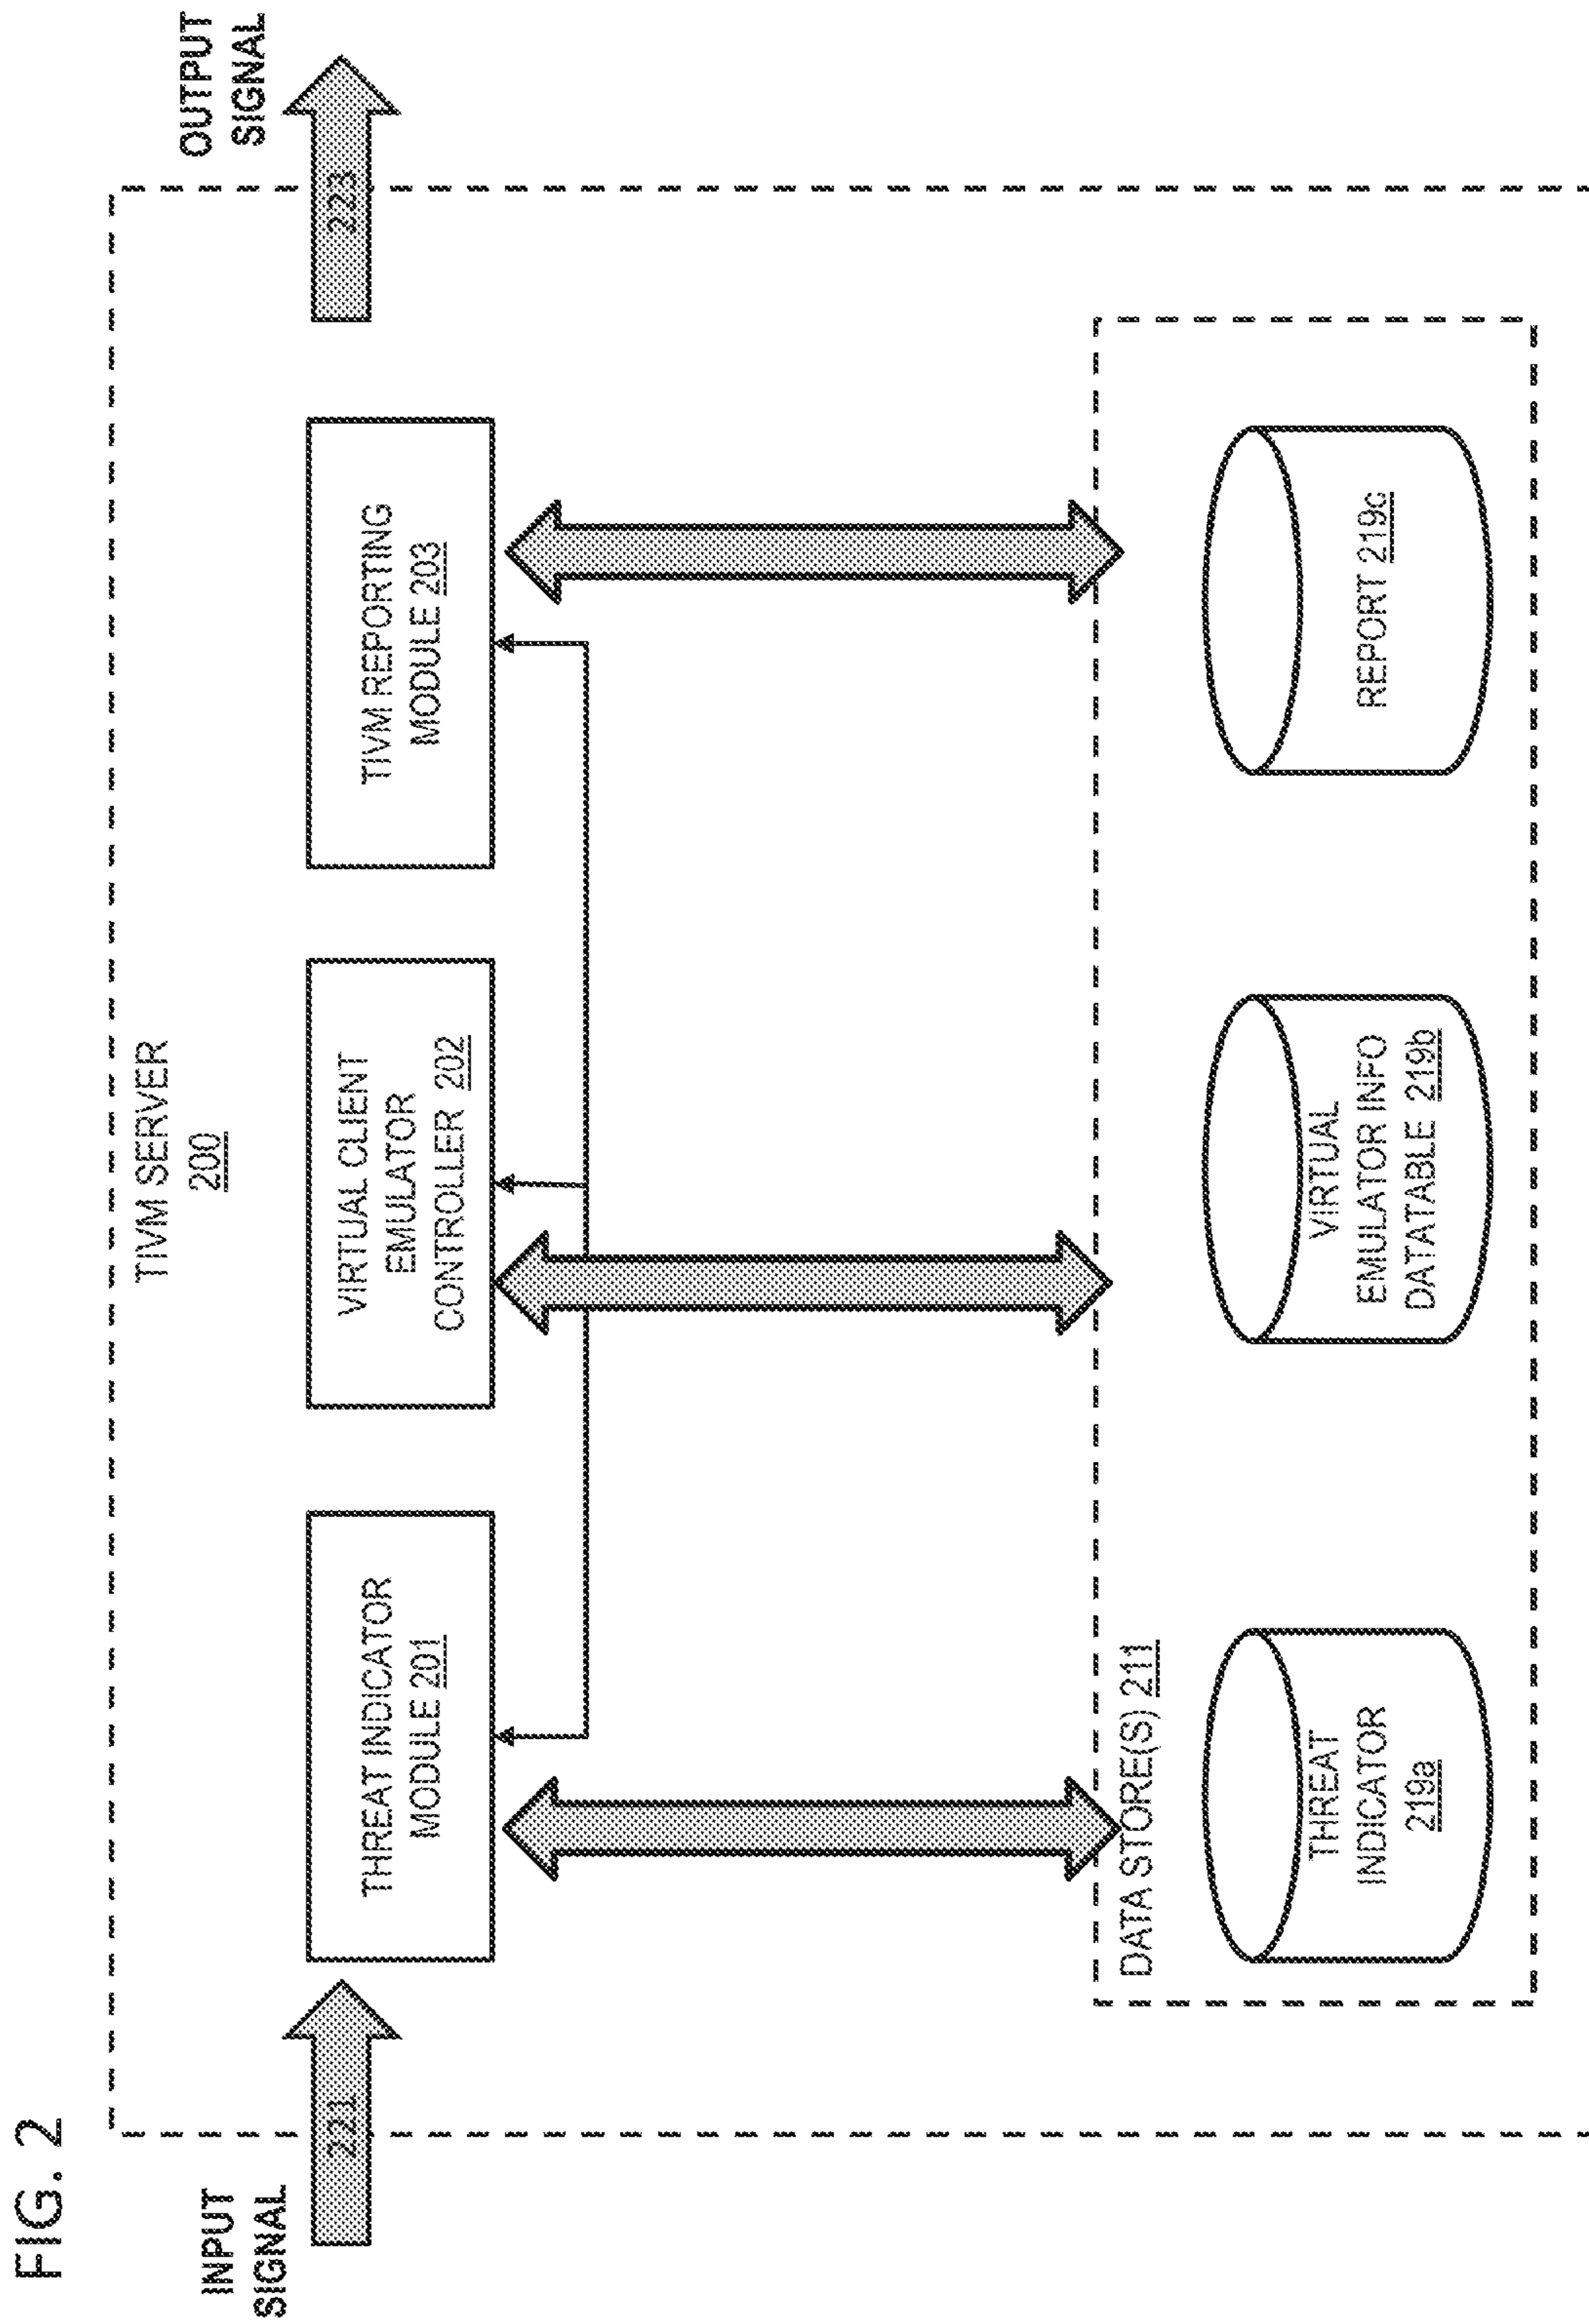 FIG. 2
TIVM SERVER
200
INPUT
SIGNAL
221
THREAT INDICATOR
MODULE 201
VIRTUAL CLIENT
EMULATOR
CONTROLLER 202
TIVM REPORTING
MODULE 203
OUTPUT
SIGNAL
223
DATA STORE(S) 211
THREAT
INDICATOR
219a
VIRTUAL
EMULATOR INFO
DATATABLE 219b
REPORT 219c